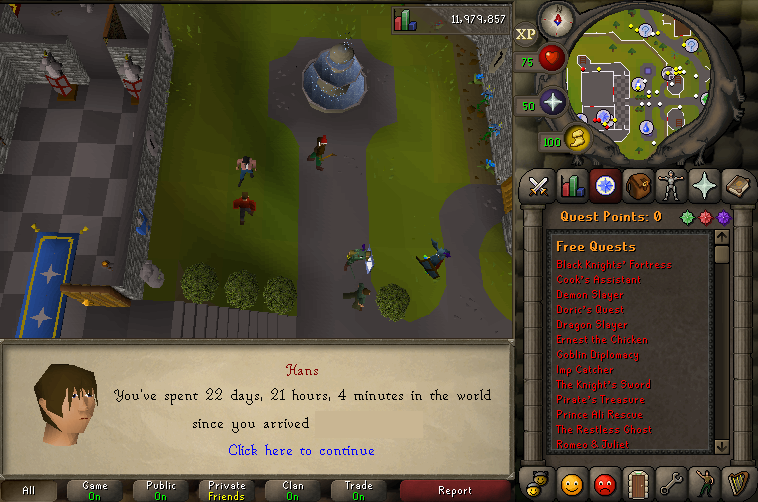 11,979,857
XP
75
50
100
Quest Points: 0
Free Quests
Black Knights' Fortress
Cook's Assistant
Demon Slayer
Doric's Quest
Dragon Slayer
Ernest the Chicken
Goblin Diplomacy
Imp Catcher
The Knight's Sword
Pirate's Treasure
Prince Ali Rescue
The Restless Ghost
Romeo & Juliet
Hans
You've spent 22 days, 21 hours, 4 minutes in the world
since you arrived
Click here to continue
All
Game
On
Public
On
Private
Friends
Clan
On
Trade
On
Report